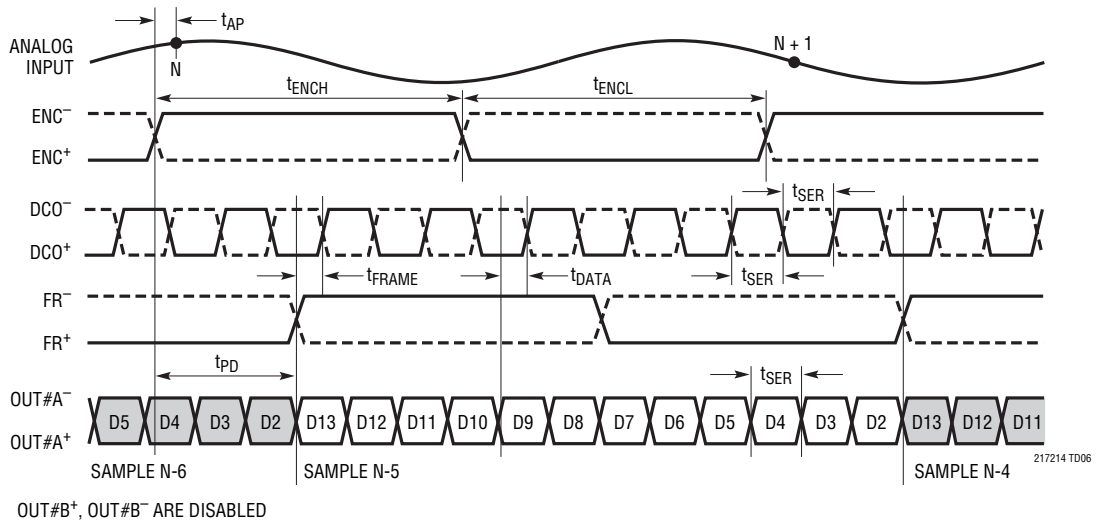 tAP
ANALOG
INPUT
N
N + 1
tENCH
tENCL
ENC–
ENC+
DCO–
DCO+
tSER
tFRAME
tDATA
tSER
FR–
FR+
tPD
tSER
OUT#A–
OUT#A+
D5 D4 D3 D2 D13 D12 D11 D10 D9 D8 D7 D6 D5 D4 D3 D2 D13 D12 D11
SAMPLE N-6
SAMPLE N-5
SAMPLE N-4
217214 TD06
OUT#B+, OUT#B– ARE DISABLED